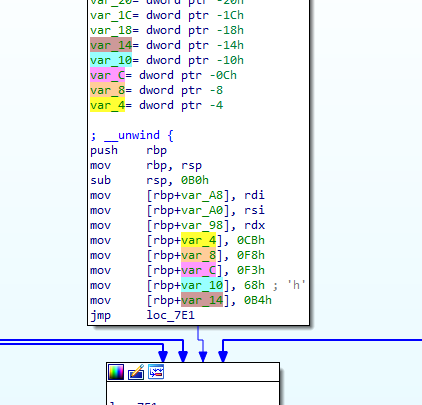 var_20= dword ptr -20h
var_1C= dword ptr -1Ch
var_18= dword ptr -18h
var_14= dword ptr -14h
var_10= dword ptr -10h
var_C= dword ptr -0Ch
var_8= dword ptr -8
var_4= dword ptr -4
; __unwind {
push rbp
mov rbp, rsp
sub rsp, 0B0h
mov [rbp+var_A8], rdi
mov [rbp+var_A0], rsi
mov [rbp+var_98], rdx
mov [rbp+var_4], 0CBh
mov [rbp+var_8], 0F8h
mov [rbp+var_C], 0F3h
mov [rbp+var_10], 68h ; 'h'
mov [rbp+var_14], 0B4h
jmp loc_7E1